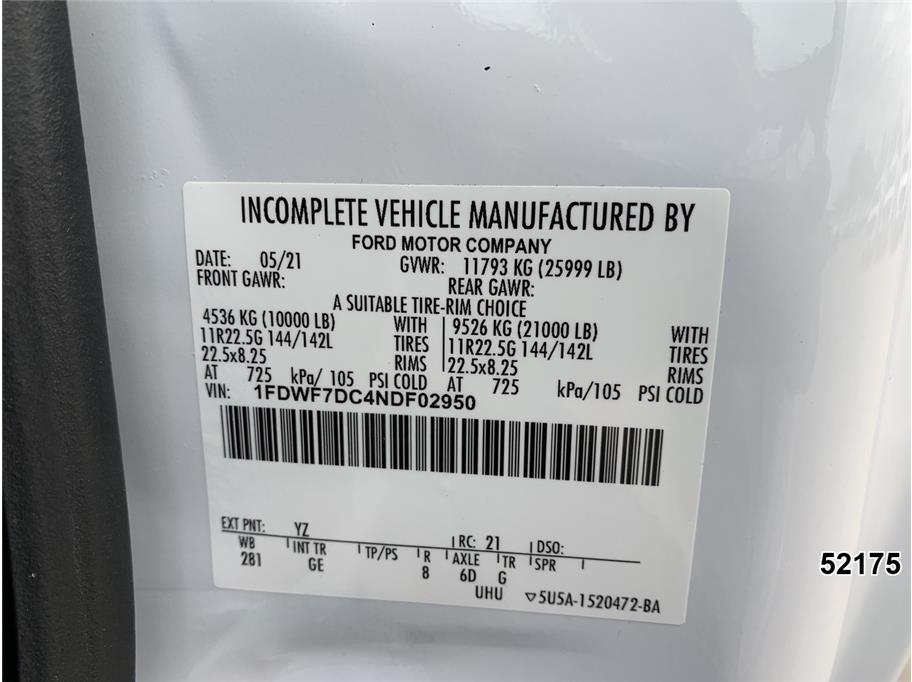 INCOMPLETE VEHICLE MANUFACTURED BY
FORD MOTOR COMPANY
DATE: 05/21 GVWR: 11793 KG (25999 LB)
FRONT GAWR: REAR GAWR:
A SUITABLE TIRE-RIM CHOICE
4536 KG (10000 LB) WITH 9526 KG (21000 LB) WITH
11R22.5G 144/142L TIRES 11R22.5G 144/142L TIRES
22.5x8.25 RIMS 22.5x8.25 RIMS
AT 725 kPa/ 105 PSI COLD AT 725 kPa/105 PSI COLD
VIN: 1FDWF7DC4NDF02950
EXT PNT: YZ RC: 21 DSO:
WB INT TR TP/PS R AXLE TR SPR
281 GE 8 6D G
UHU ▽5U5A-1520472-BA
52175